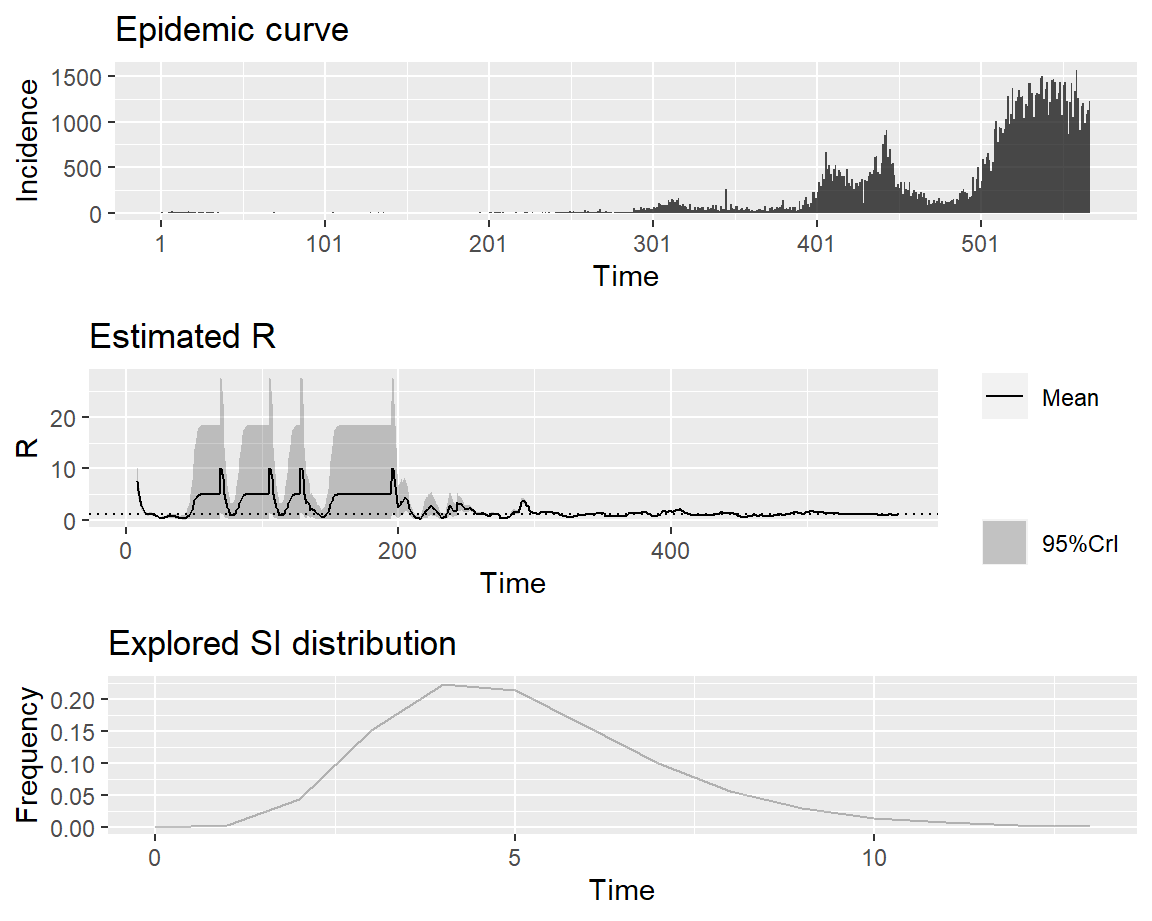 Epidemic curve
Incidence
1500
1000
500
0
1 101 201 301 401 501
Time
Estimated R
R
20
10
0
0 200 400
Time
Mean
95%CrI
Explored SI distribution
Frequency
0.20
0.15
0.10
0.05
0.00
0 5 10
Time